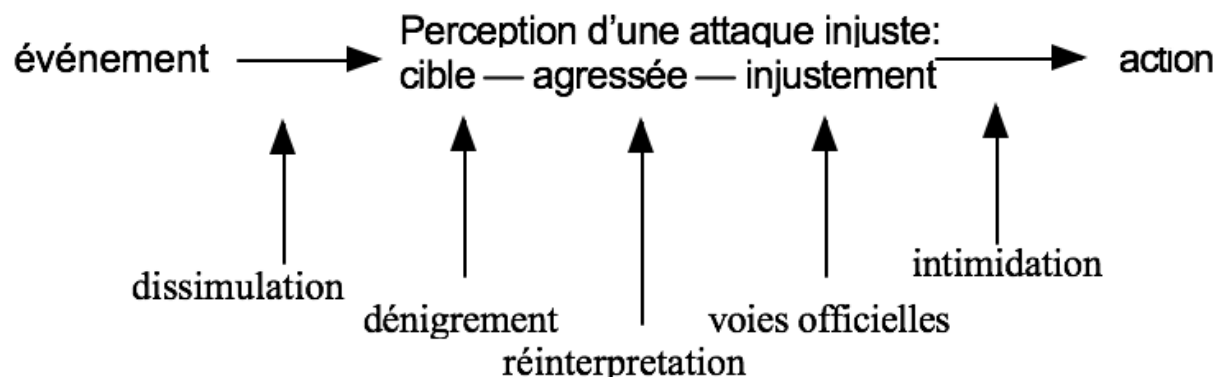 Perception d'une attaque injuste:
événement
cible — agressée — injustement
action
dissimulation
intimidation
dénigrement
voies officielles
réinterpretation